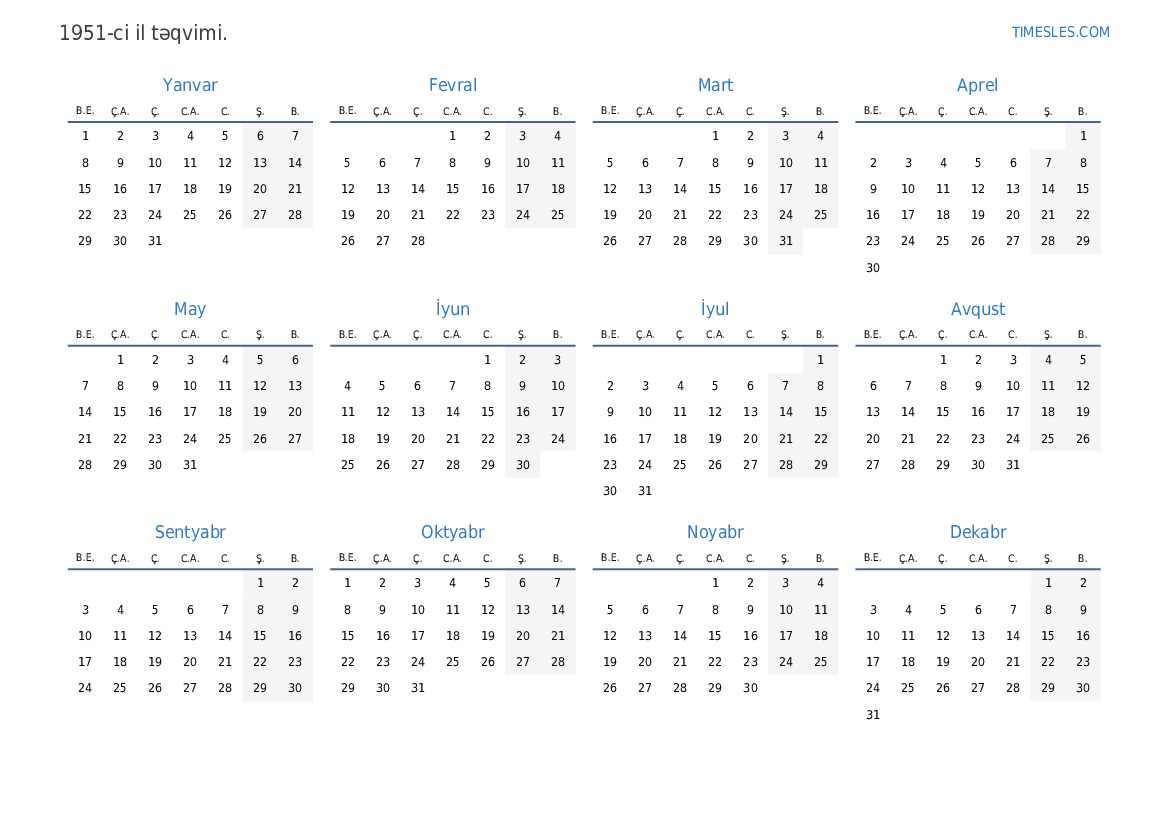 1951-ci il təqvimi.
TIMESLES.COM
Yanvar Fevral Mart Aprel
B.E. Ç.A. Ç. C.A. C. Ş. B. B.E. Ç.A. Ç. C.A. C. Ş. B. B.E. Ç.A. Ç. C.A. C. Ş. B. B.E. Ç.A. Ç. C.A. C. Ş. B.
1 2 3 4 5 6 7 1 2 3 4 1 2 3 4 1
8 9 10 11 12 13 14 5 6 7 8 9 10 11 5 6 7 8 9 10 11 2 3 4 5 6 7 8
15 16 17 18 19 20 21 12 13 14 15 16 17 18 12 13 14 15 16 17 18 9 10 11 12 13 14 15
22 23 24 25 26 27 28 19 20 21 22 23 24 25 19 20 21 22 23 24 25 16 17 18 19 20 21 22
29 30 31 26 27 28 26 27 28 29 30 31 23 24 25 26 27 28 29
30
May İyun İyul Avqust
B.E. Ç.A. Ç. C.A. C. Ş. B. B.E. Ç.A. Ç. C.A. C. Ş. B. B.E. Ç.A. Ç. C.A. C. Ş. B. B.E. Ç.A. Ç. C.A. C. Ş. B.
1 2 3 4 5 6 1 2 3 1 1 2 3 4 5
7 8 9 10 11 12 13 4 5 6 7 8 9 10 2 3 4 5 6 7 8 6 7 8 9 10 11 12
14 15 16 17 18 19 20 11 12 13 14 15 16 17 9 10 11 12 13 14 15 13 14 15 16 17 18 19
21 22 23 24 25 26 27 18 19 20 21 22 23 24 16 17 18 19 20 21 22 20 21 22 23 24 25 26
28 29 30 31 25 26 27 28 29 30 23 24 25 26 27 28 29 27 28 29 30 31
30 31
Sentyabr Oktyabr Noyabr Dekabr
B.E. Ç.A. Ç. C.A. C. Ş. B. B.E. Ç.A. Ç. C.A. C. Ş. B. B.E. Ç.A. Ç. C.A. C. Ş. B. B.E. Ç.A. Ç. C.A. C. Ş. B.
1 2 1 2 3 4 5 6 7 1 2 3 4 1 2
3 4 5 6 7 8 9 8 9 10 11 12 13 14 5 6 7 8 9 10 11 3 4 5 6 7 8 9
10 11 12 13 14 15 16 15 16 17 18 19 20 21 12 13 14 15 16 17 18 10 11 12 13 14 15 16
17 18 19 20 21 22 23 22 23 24 25 26 27 28 19 20 21 22 23 24 25 17 18 19 20 21 22 23
24 25 26 27 28 29 30 29 30 31 26 27 28 29 30 24 25 26 27 28 29 30
31